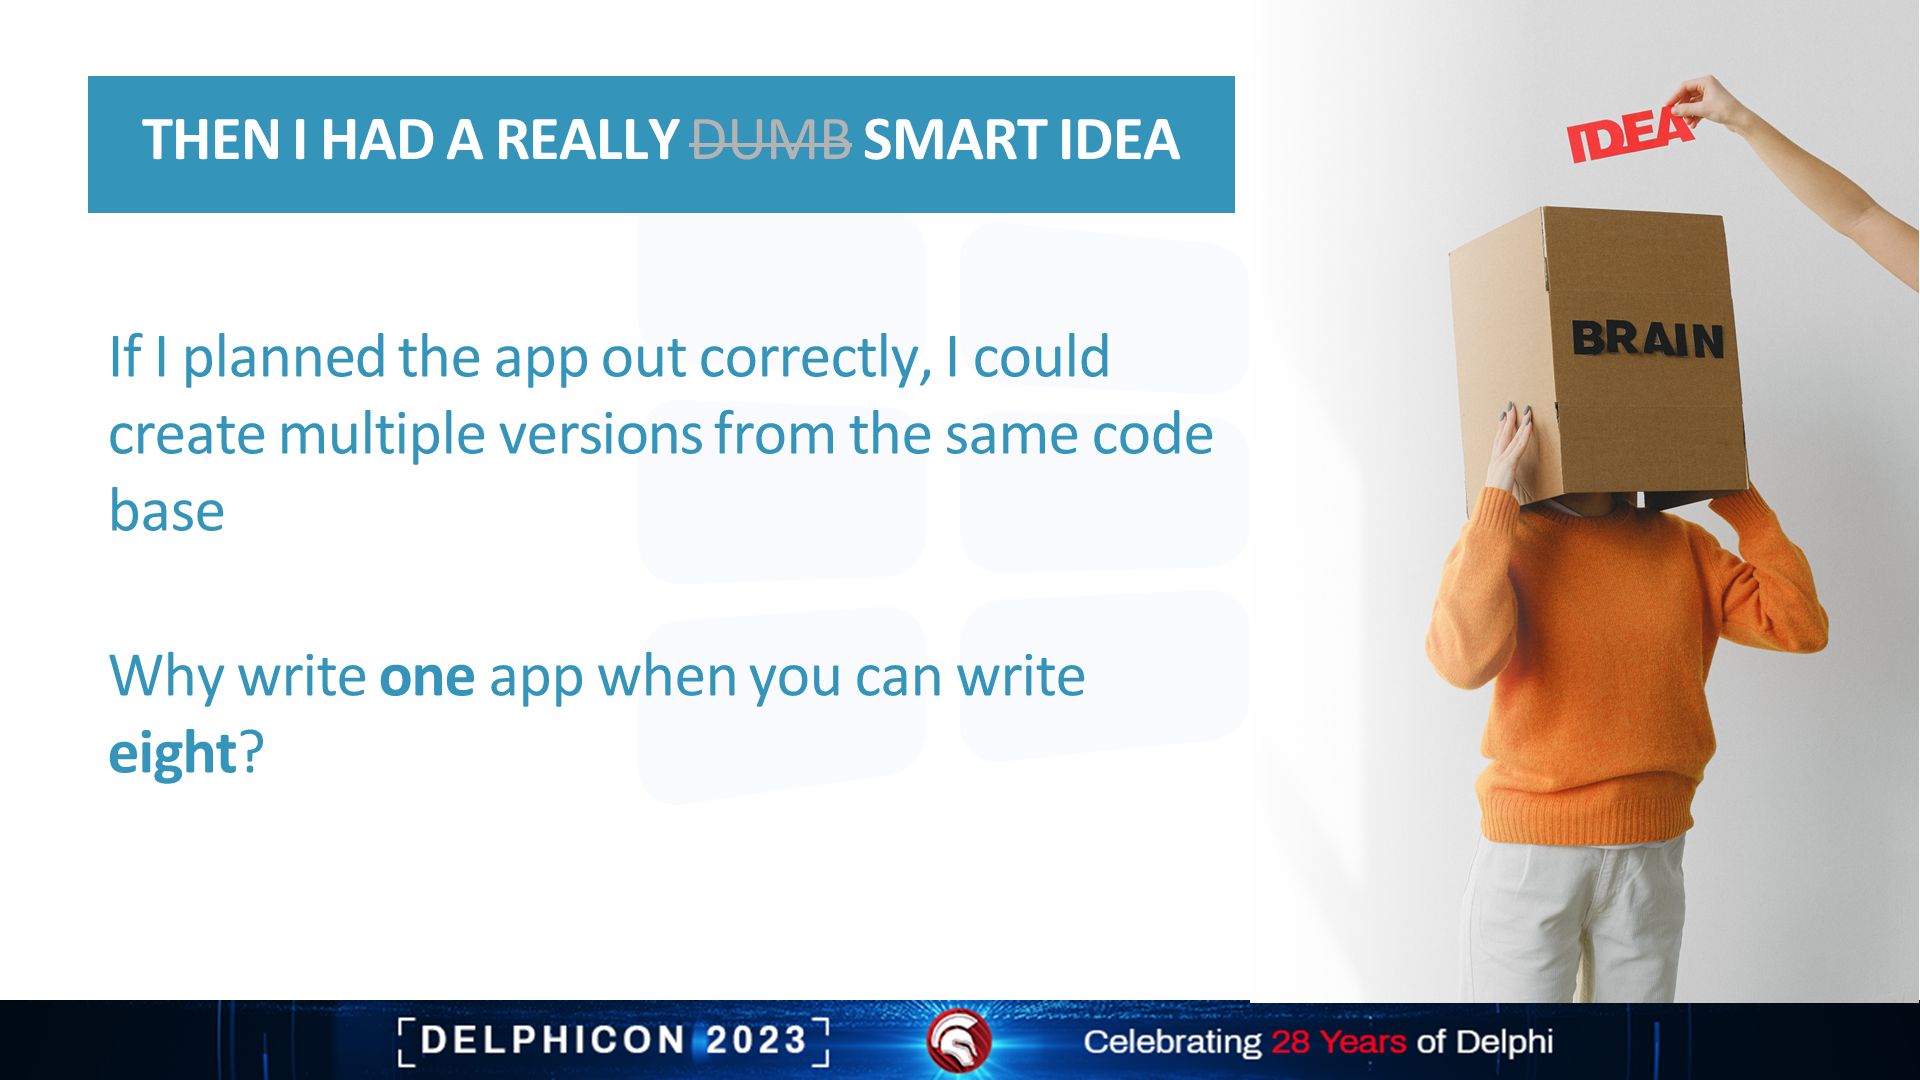 THEN I HAD A REALLY DUMB SMART IDEA
If I planned the app out correctly, I could
create multiple versions from the same code
base
Why write one app when you can write
eight?
IDEA
BRAIN
DELPHICON 2023
Celebrating 28 Years of Delphi